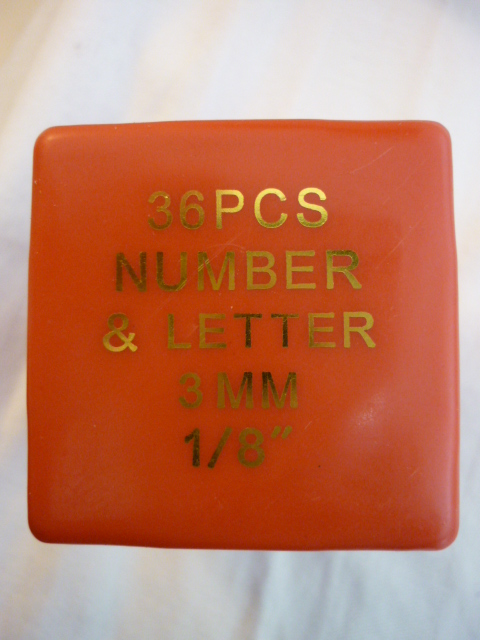 36PCS
NUMBER
& LETTER
3MM
1/8"